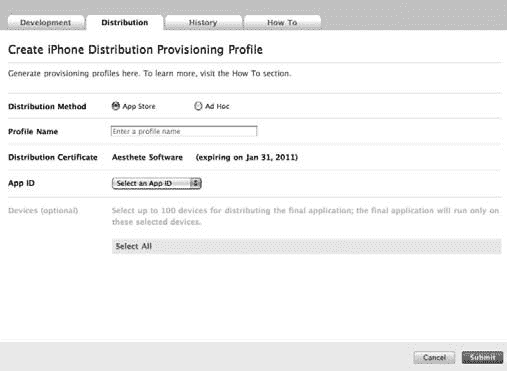 Development Distribution History How To
Create iPhone Distribution Provisioning Profile
Generate provisioning profiles here. To learn more, visit the How To section.
Distribution Method App Store Ad Hoc
Profile Name Enter a profile name
Distribution Certificate Aesthete Software (expiring on Jan 31, 2011)
App ID Select an App ID
Devices (optional) Select up to 100 devices for distributing the final application; the final application will run only on
these selected devices.
Select All
Cancel Submit